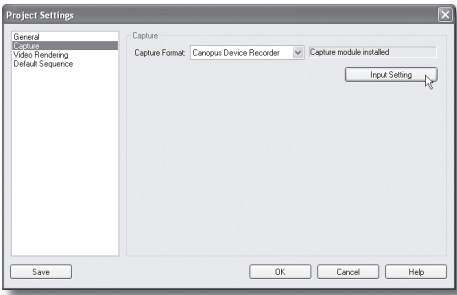 Project Settings
General
Capture
Video Rendering
Default Sequence
Capture
Capture Format: Canopus Device Recorder Capture module installed
Input Setting
Save OK Cancel Help